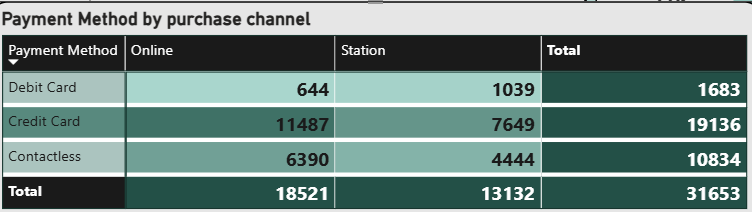 Payment Method by purchase channel
Payment Method Online Station Total
Debit Card 644 1039 1683
Credit Card 11487 7649 19136
Contactless 6390 4444 10834
Total 18521 13132 31653